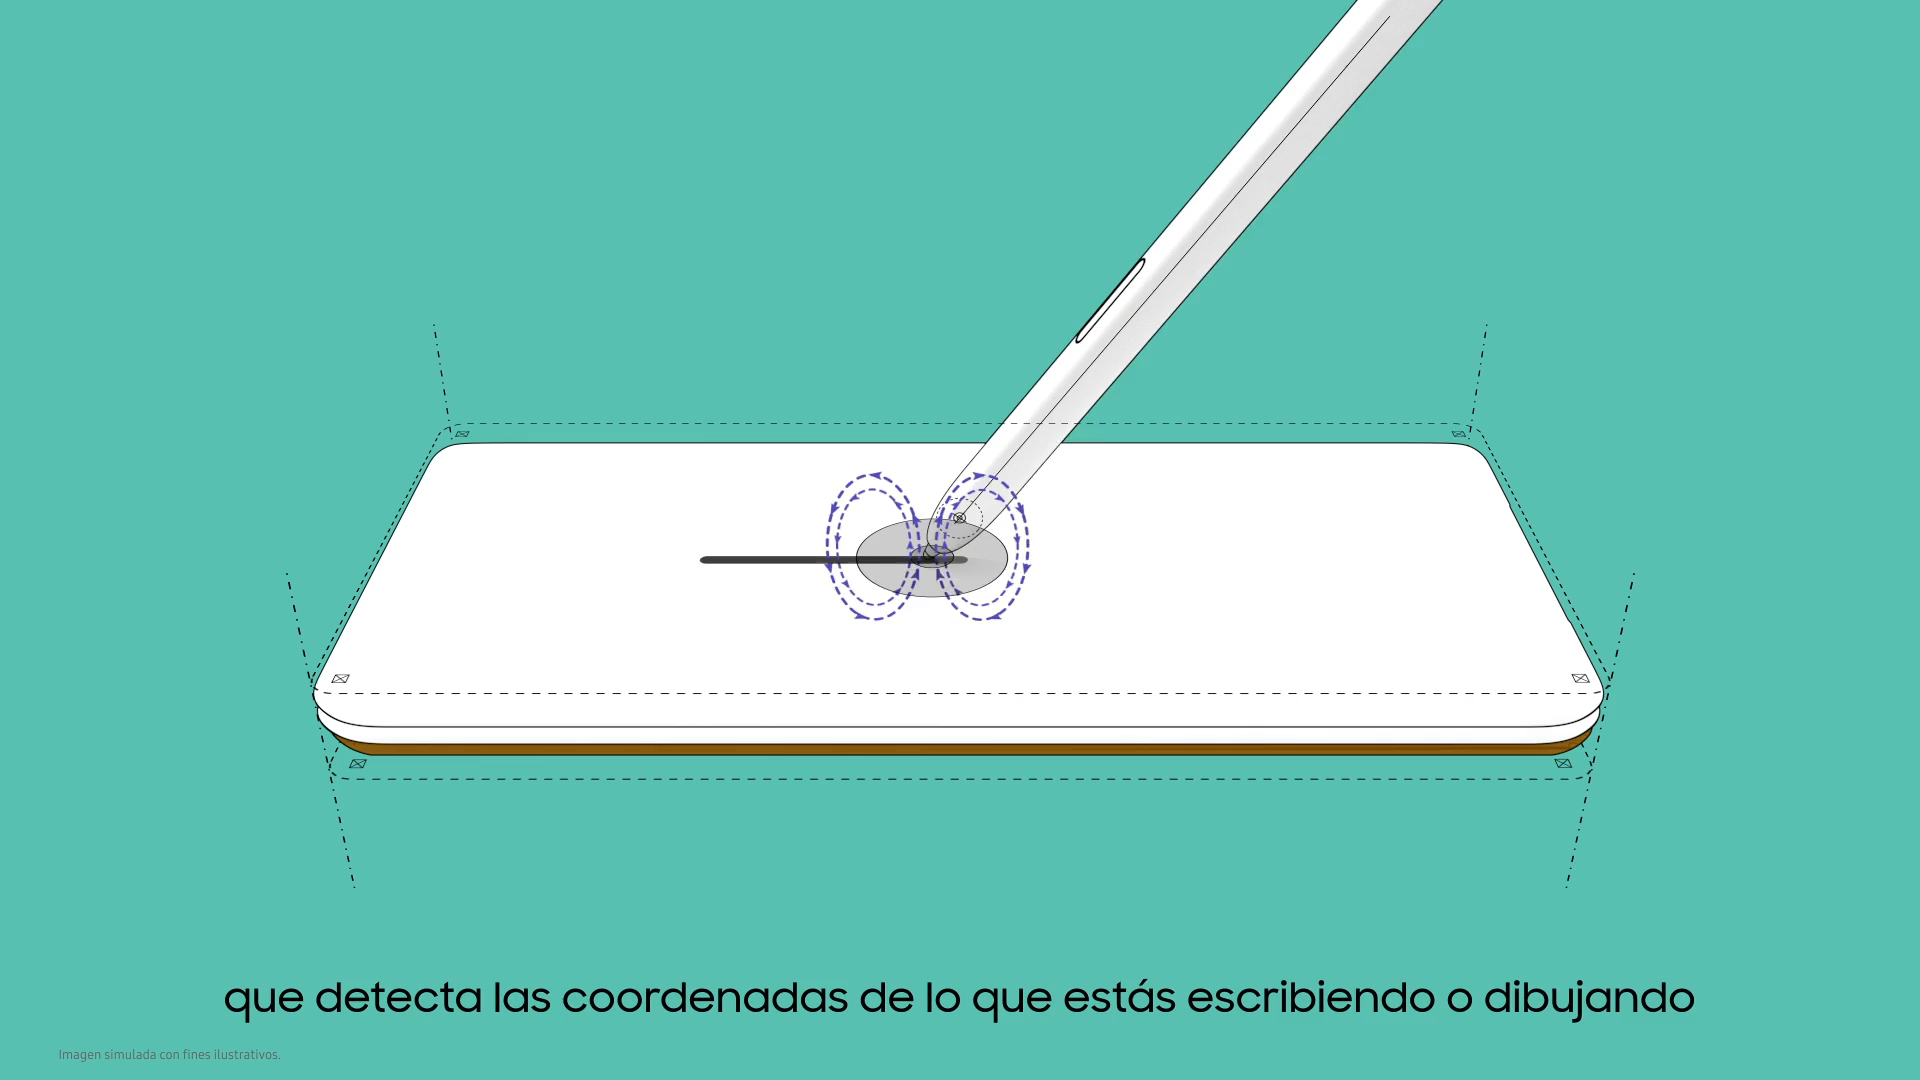 que detecta las coordenadas de lo que estás escribiendo o dibujando
Imagen simulada con fines ilustrativos.